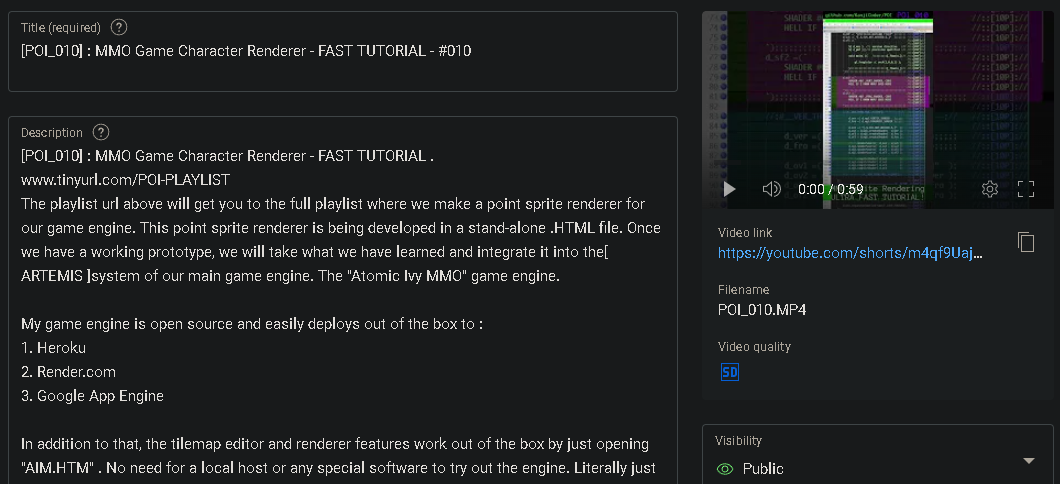 Title (required)
[POI_010] : MMO Game Character Renderer - FAST TUTORIAL - #010
Description
[POI_010] : MMO Game Character Renderer - FAST TUTORIAL .
www.tinyurl.com/POI-PLAYLIST
The playlist url above will get you to the full playlist where we make a point sprite renderer for
our game engine. This point sprite renderer is being developed in a stand-alone .HTML file. Once
we have a working prototype, we will take what we have learned and integrate it into the[
ARTEMIS ]system of our main game engine. The "Atomic Ivy MMO" game engine.
My game engine is open source and easily deploys out of the box to :
1. Heroku
2. Render.com
3. Google App Engine
In addition to that, the tilemap editor and renderer features work out of the box by just opening
"AIM.HTM" . No need for a local host or any special software to try out the engine. Literally just
SHADER
HELL IF
0:00 / 0:59
Video link
https://youtube.com/shorts/m4qf9Uaj...
Filename
POI_010.MP4
Video quality
SD
Visibility
Public